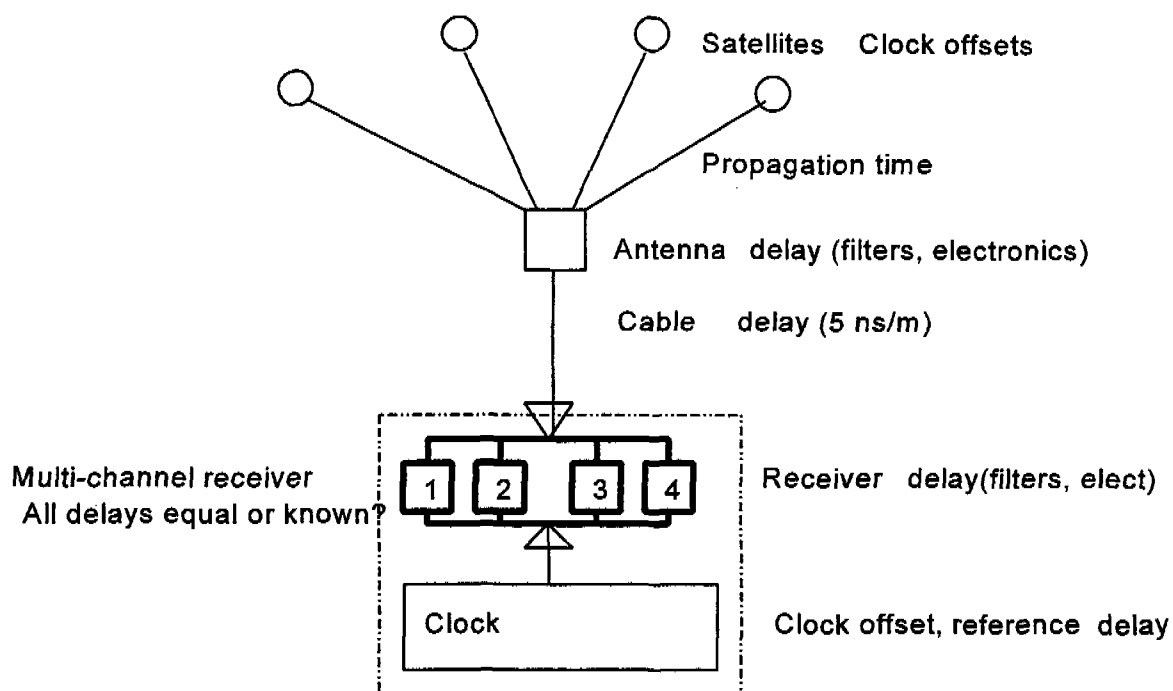 Satellites Clock offsets
Propagation time
Antenna delay (filters, electronics)
Cable delay (5 ns/m)
Multi-channel receiver
All delays equal or known?
1 2 3 4
Receiver delay(filters, elect)
Clock
Clock offset, reference delay